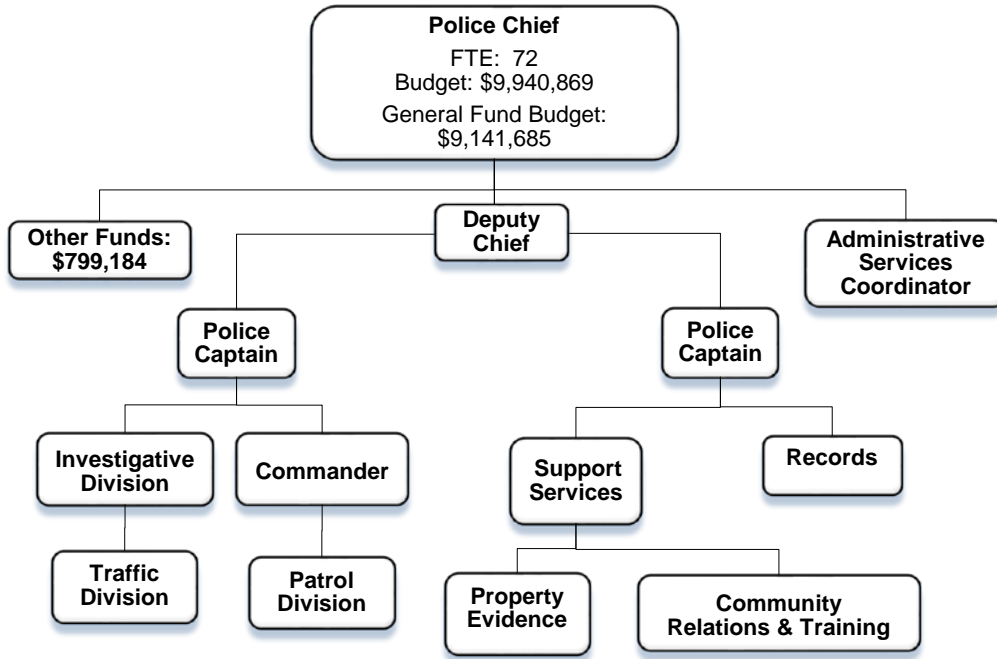 Police Chief
FTE: 72
Budget: $9,940,869
General Fund Budget:
$9,141,685
Other Funds:
$799,184
Deputy
Chief
Administrative
Services
Coordinator
Police
Captain
Police
Captain
Investigative
Division
Commander
Support
Services
Records
Traffic
Division
Patrol
Division
Property
Evidence
Community
Relations & Training